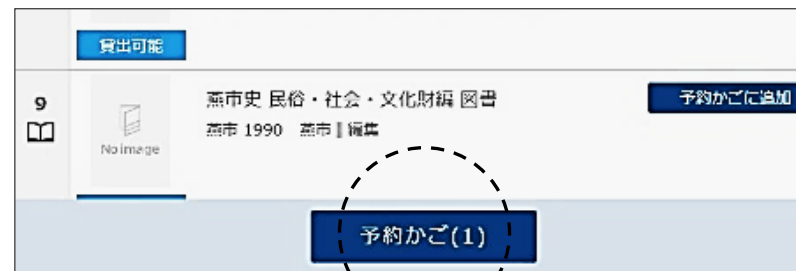 貸出可能
9
燕市史 民俗・社会・文化財編 図書
予約かごに追加
燕市 1990 燕市∥編集
No image
予約かご(1)